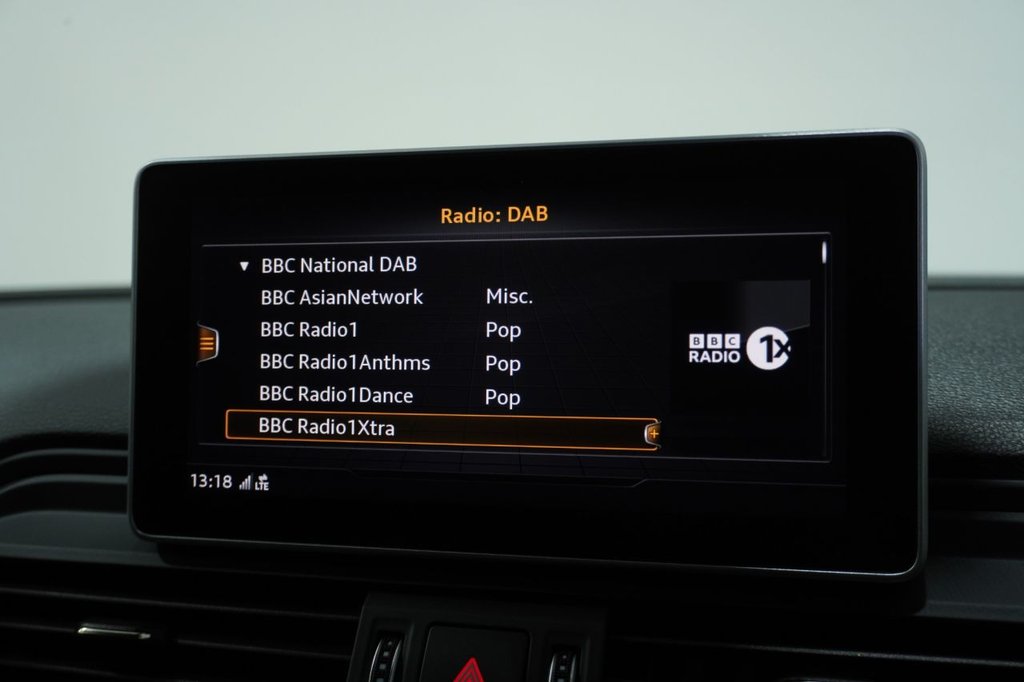 Radio: DAB
BBC National DAB
BBC AsianNetwork Misc.
BBC Radio1 Pop
BBC Radio1Anthms Pop
BBC Radio1Dance Pop
BBC Radio1Xtra
BBC
RADIO 1X
13:18 LTE